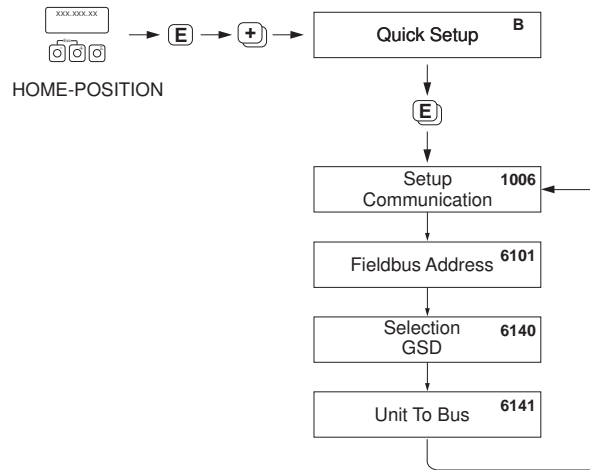 xxx.xxx.xx
Esc
E
+
Quick Setup
B
HOME-POSITION
E
Setup
Communication
1006
Fieldbus Address
6101
Selection
GSD
6140
Unit To Bus
6141